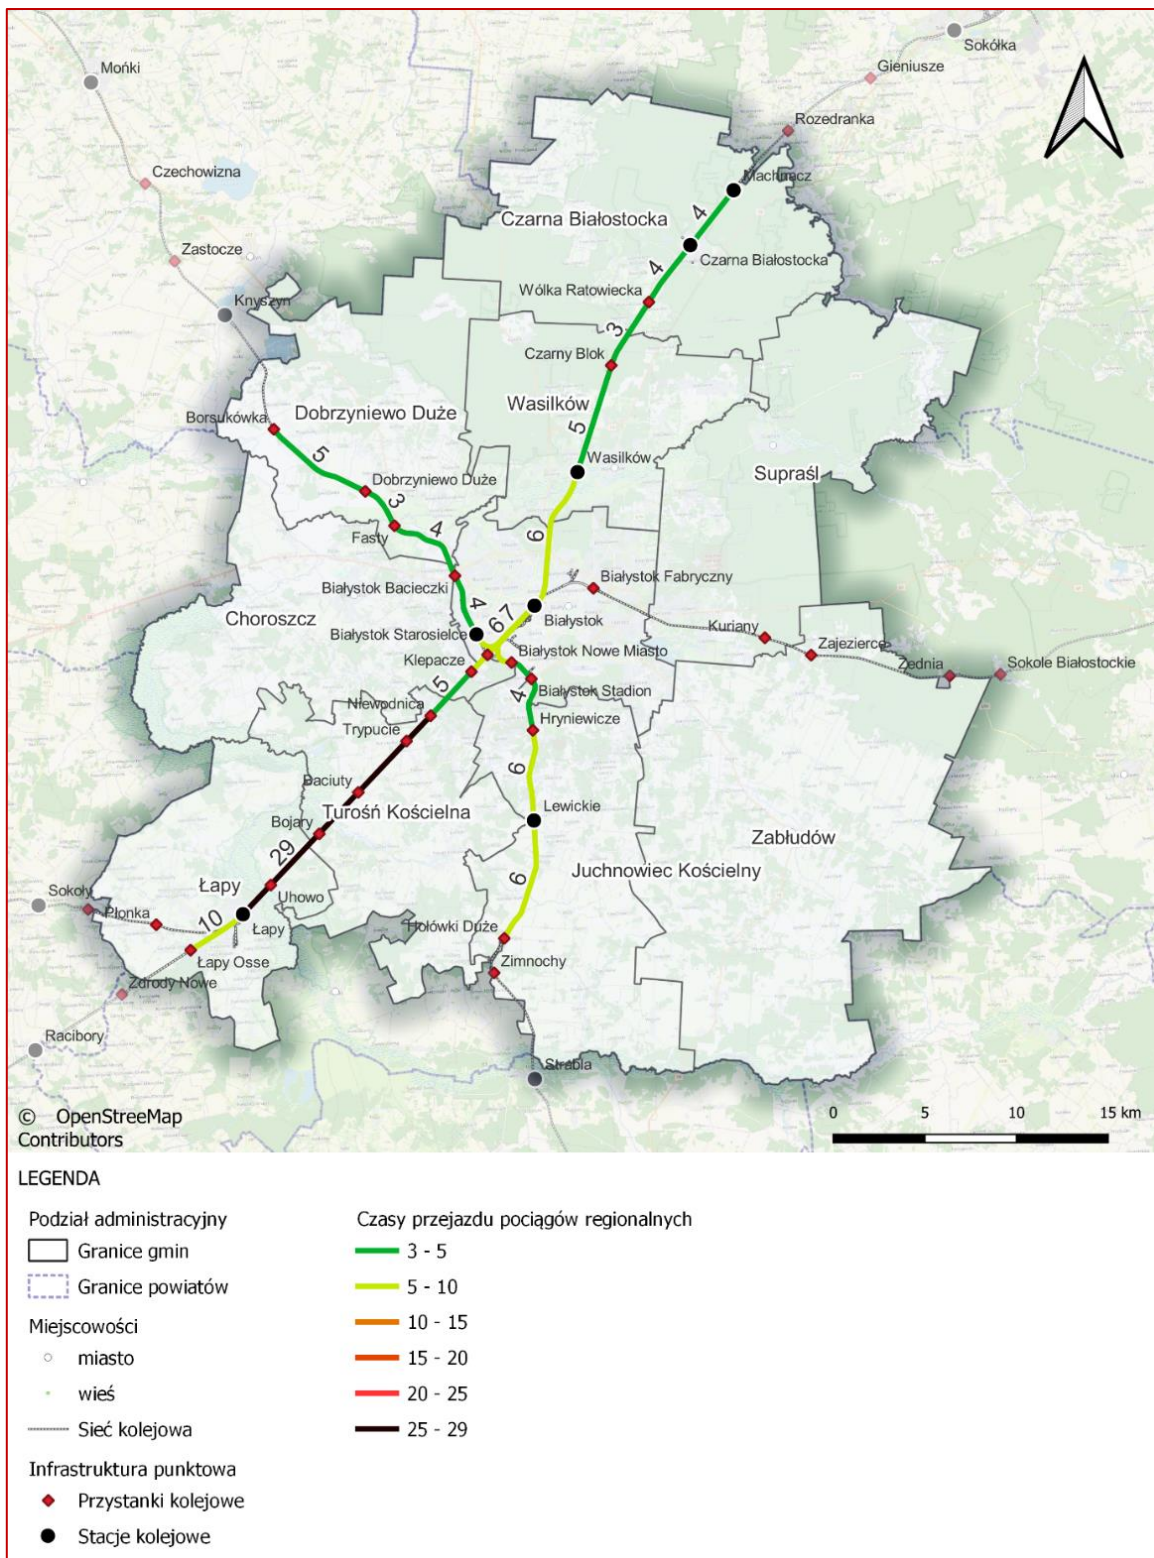 Sokółka
Mońki
Gieniusze
Rozedranka
Czechowizna
Machnacz
4
Czarna Białostocka
Zastocze
Czarna Białostocka
4
Wólka Ratowiecka
Knyszyn
3
Czarny Blok
Dobrzyniewo Duże
Wasilków
Borsukówka
5
5
Wasilków
Supraśl
Dobrzyniewo Duże
3
Fasty
4
6
Białystok Fabryczny
Białystok Bacieczki
4
Choroszcz
67
Białystok
Białystok Starosielce
Kuriany
Zajezierce
Białystok Nowe Miasto
Klepacze
Żednia
Sokole Białostockie
5
4
Białystok Stadion
Niewodnica
Hryniewicze
Trypucie
6
Baciuty
Lewickie
Turośń Kościelna
Bojary
Zabłudów
29
Juchnowiec Kościelny
6
Łapy
Uhowo
Sokoły
Płonka
10
Łapy
Hołówki Duże
Łapy Osse
Zimnochy
Zdrody Nowe
Racibory
Strabla
© OpenStreeMap
Contributors
0 5 10 15 km
LEGENDA
Podział administracyjny
Granice gmin
Granice powiatów
Miejscowości
miasto
wieś
Sieć kolejowa
Infrastruktura punktowa
Przystanki kolejowe
Stacje kolejowe
Czasy przejazdu pociągów regionalnych
3 - 5
5 - 10
10 - 15
15 - 20
20 - 25
25 - 29